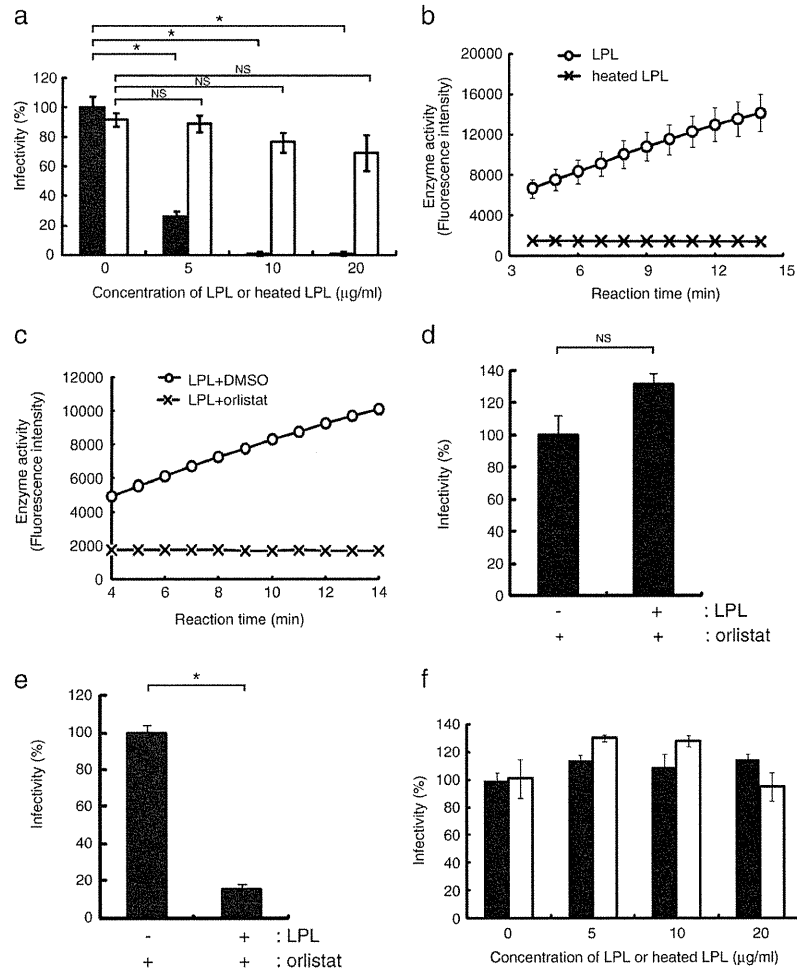 a
*
*
*
NS
NS
NS
120
100
80
60
40
20
0
Infectivity (%)
0 5 10 20
Concentration of LPL or heated LPL (μg/ml)
b
LPL
heated LPL
20000
16000
12000
8000
4000
0
Enzyme activity
(Fluorescence intensity)
3 6 9 12 15
Reaction time (min)
c
LPL+DMSO
LPL+orlistat
12000
10000
8000
6000
4000
2000
0
Enzyme activity
(Fluorescence intensity)
4 6 8 10 12 14
Reaction time (min)
d
NS
140
120
100
80
60
40
20
0
Infectivity (%)
- + : LPL
+ + : orlistat
e
*
120
100
80
60
40
20
0
Infectivity (%)
- + : LPL
+ + : orlistat
f
140
120
100
80
60
40
20
0
Infectivity (%)
0 5 10 20
Concentration of LPL or heated LPL (μg/ml)